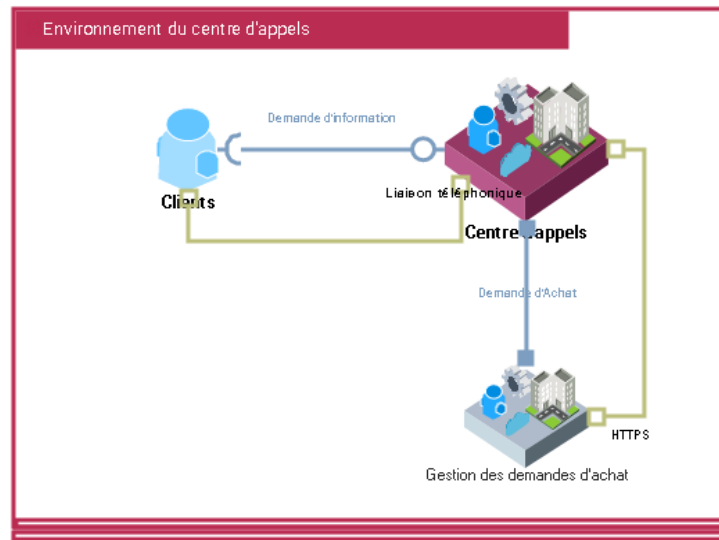 Environnement du centre d'appels
Demande d'information
Liaison téléphonique
Clients
Centre d'appels
Demande d'Achat
HTTPS
Gestion des demandes d'achat